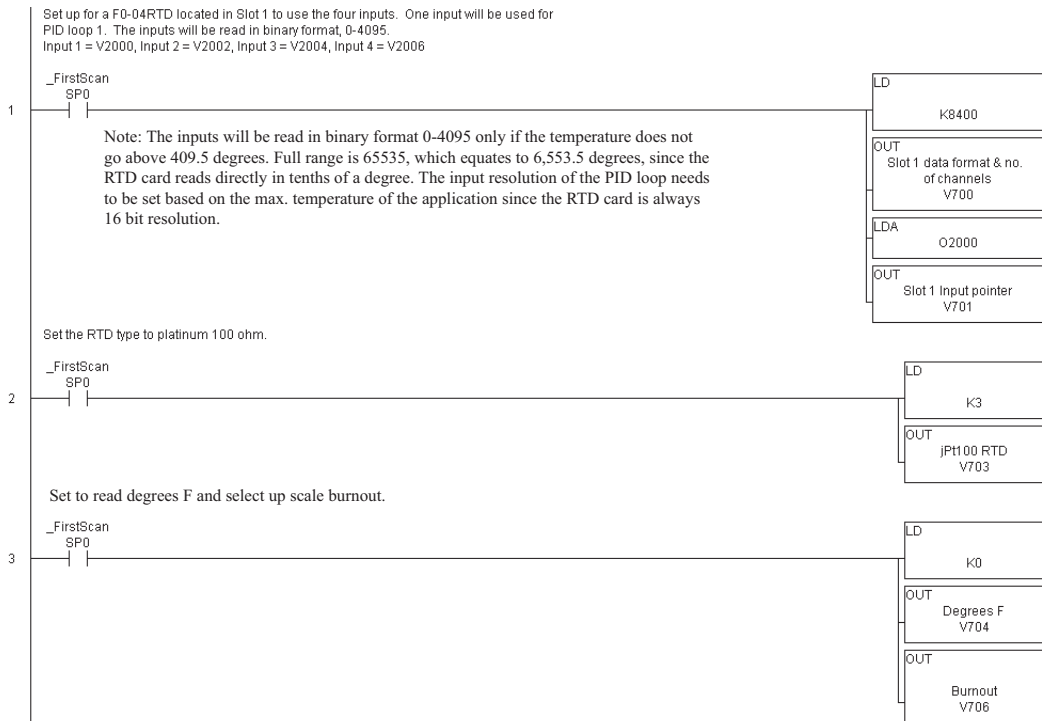 Set up for a F0-04RTD located in Slot 1 to use the four inputs.  One input will be used for
PID loop 1.  The inputs will be read in binary format, 0-4095.
Input 1 = V2000, Input 2 = V2002, Input 3 = V2004, Input 4 = V2006
_FirstScan
SP0
1
LD
K8400
Note: The inputs will be read in binary format 0-4095 only if the temperature does not
go above 409.5 degrees. Full range is 65535, which equates to 6,553.5 degrees, since the
RTD card reads directly in tenths of a degree. The input resolution of the PID loop needs
to be set based on the max. temperature of the application since the RTD card is always
16 bit resolution.
OUT
Slot 1 data format & no.
of channels
V700
LDA
O2000
OUT
Slot 1 Input pointer
V701
Set the RTD type to platinum 100 ohm.
_FirstScan
SP0
2
LD
K3
OUT
jPt100 RTD
V703
Set to read degrees F and select up scale burnout.
_FirstScan
SP0
3
LD
K0
OUT
Degrees F
V704
OUT
Burnout
V706